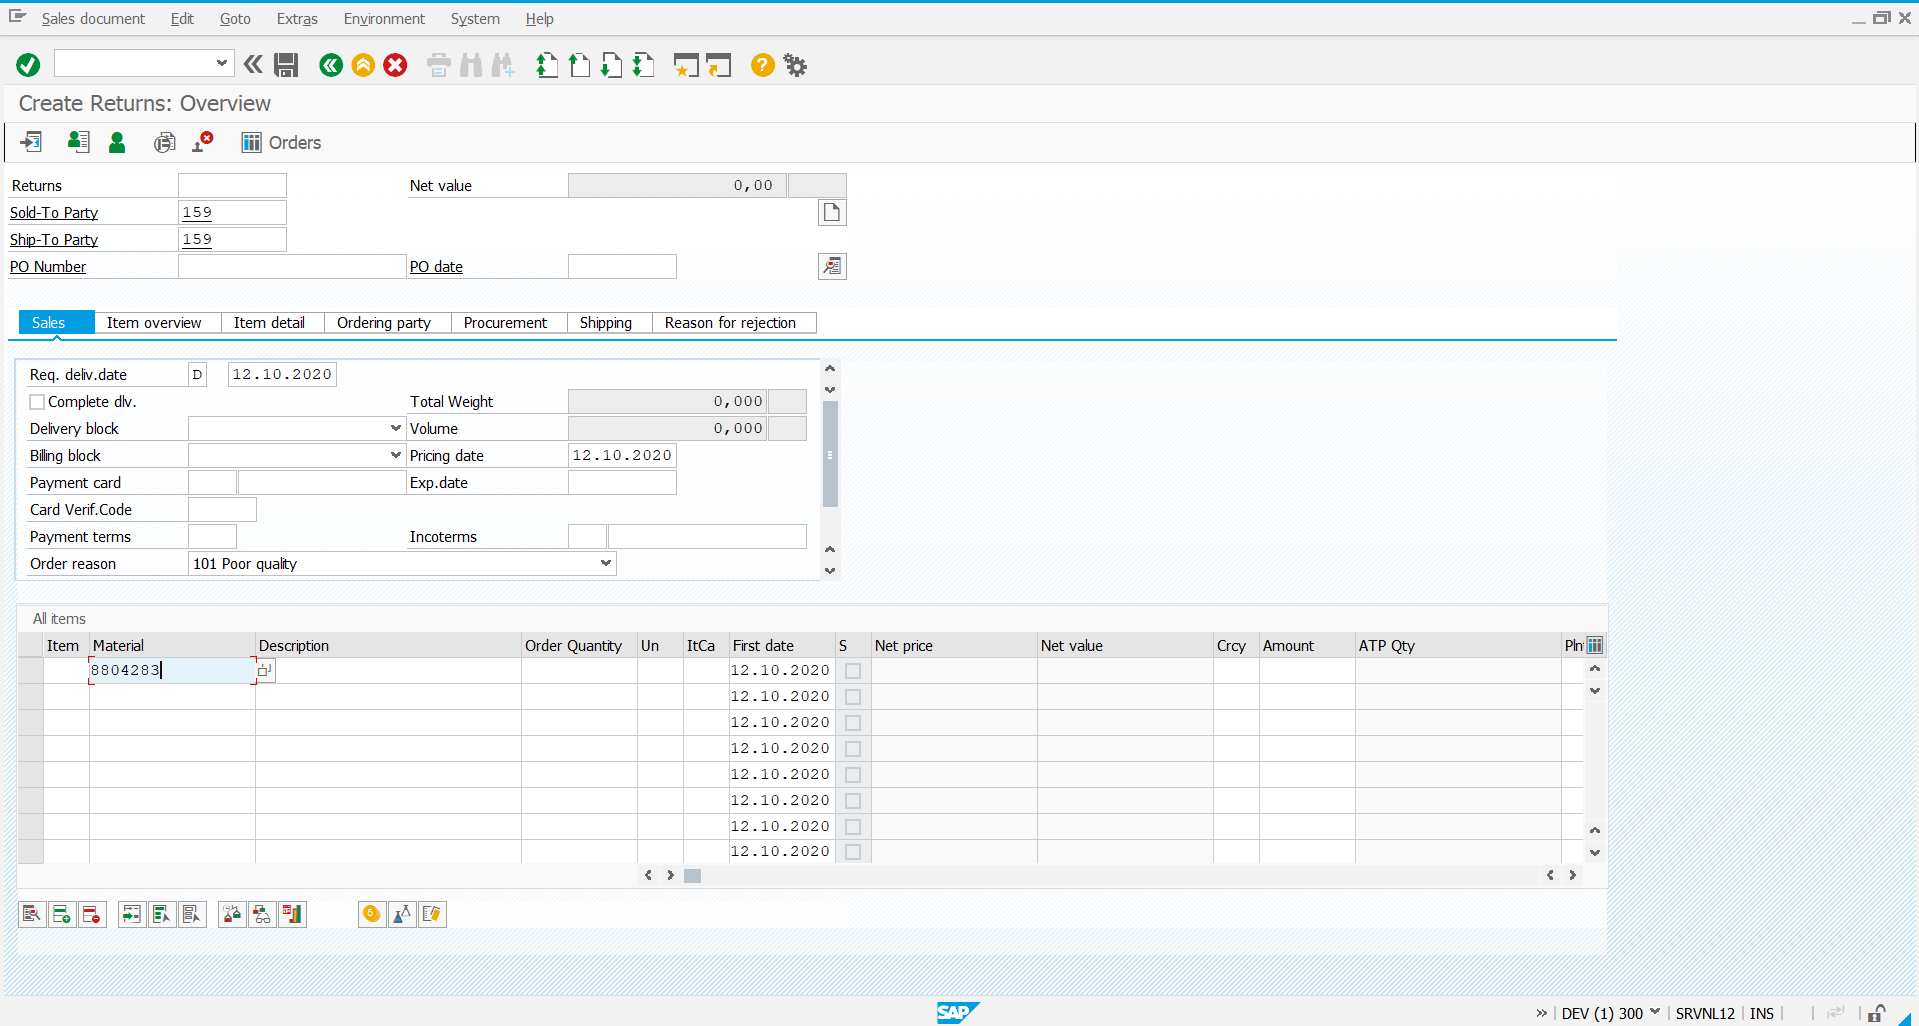 Sales document Edit Goto Extras Environment System Help
Create Returns: Overview
Orders
Returns Net value 0,00
Sold-To Party 159
Ship-To Party 159
PO Number PO date
Sales Item overview Item detail Ordering party Procurement Shipping Reason for rejection
Req. deliv.date D 12.10.2020
Complete dlv. Total Weight 0,000
Delivery block Volume 0,000
Billing block Pricing date 12.10.2020
Payment card Exp.date
Card Verif.Code
Payment terms Incoterms
Order reason 101 Poor quality
All items
Item Material Description Order Quantity Un ItCa First date S Net price Net value Crcy Amount ATP Qty Pln
8804283 12.10.2020
12.10.2020
12.10.2020
12.10.2020
12.10.2020
12.10.2020
12.10.2020
12.10.2020
SAP DEV (1) 300 SRVNL12 INS